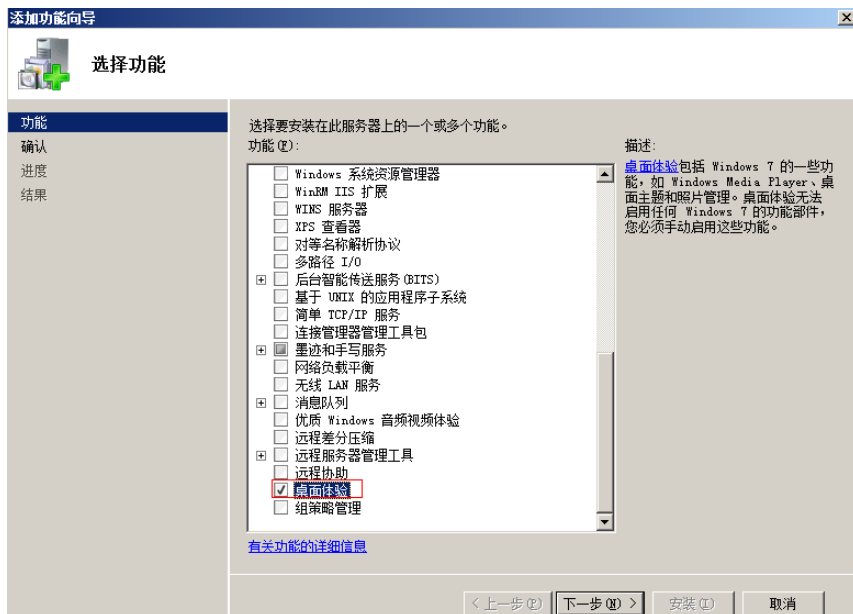 添加功能向导
选择功能
功能
确认
进度
结果
选择要安装在此服务器上的一个或多个功能。
功能(F):
Windows 系统资源管理器
WinRM IIS 扩展
WINS 服务器
XPS 查看器
对等名称解析协议
多路径 I/O
后台智能传送服务(BITS)
基于 UNIX 的应用程序子系统
简单 TCP/IP 服务
连接管理器管理工具包
墨迹和手写服务
网络负载平衡
无线 LAN 服务
消息队列
优质 Windows 音频视频体验
远程差分压缩
远程服务器管理工具
远程协助
桌面体验
组策略管理
有关功能的详细信息
描述:
桌面体验包括 Windows 7 的一些功
能，如 Windows Media Player、桌
面主题和照片管理。桌面体验无法
启用任何 Windows 7 的功能部件，
您必须手动启用这些功能。
< 上一步(P)
下一步(N) >
安装(I)
取消